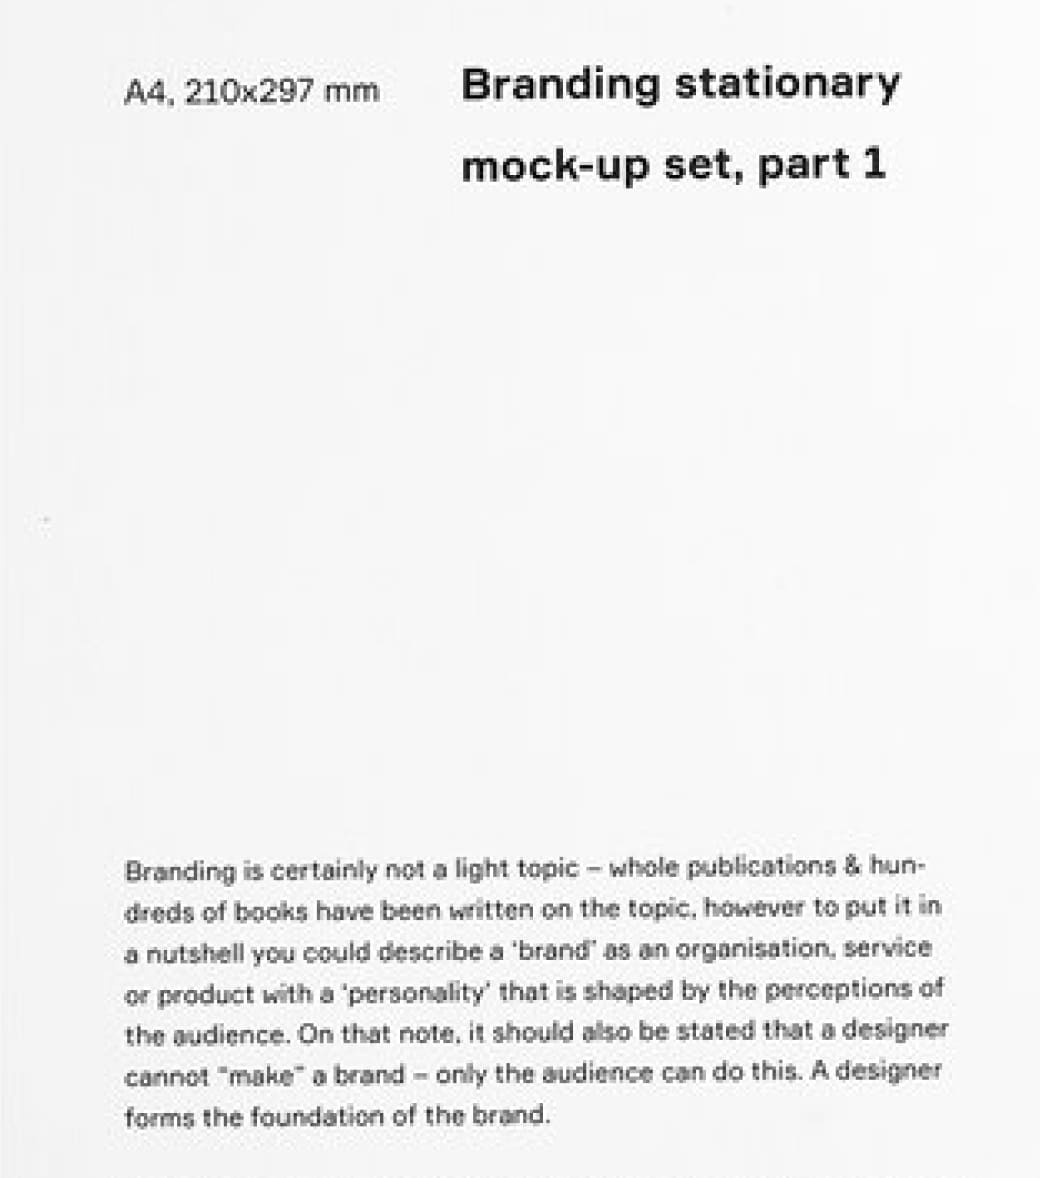 A4, 210x297 mm
Branding stationary
mock-up set, part 1
Branding is certainly not a light topic – whole publications & hun-
dreds of books have been written on the topic, however to put it in
a nutshell you could describe a ‘brand’ as an organisation, service
or product with a ‘personality’ that is shaped by the perceptions of
the audience. On that note, it should also be stated that a designer
cannot “make” a brand – only the audience can do this. A designer
forms the foundation of the brand.